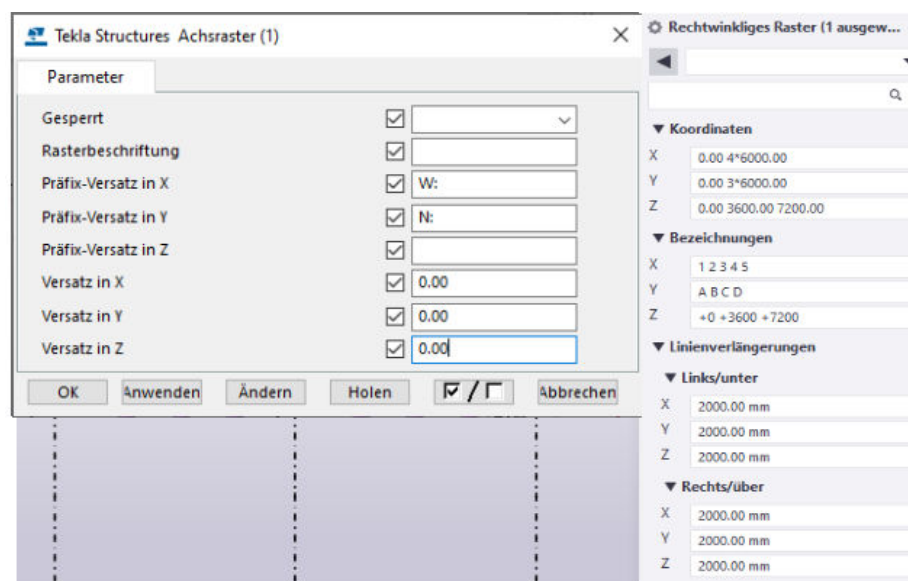 Tekla Structures Achsraster (1)
Parameter
Gesperrt
Rasterbeschriftung
Präfix-Versatz in X W:
Präfix-Versatz in Y N:
Präfix-Versatz in Z
Versatz in X 0.00
Versatz in Y 0.00
Versatz in Z 0.00
OK Anwenden Ändern Holen / Abbrechen
Rechtwinkliges Raster (1 ausgew...
Koordinaten
X 0.00 4*6000.00
Y 0.00 3*6000.00
Z 0.00 3600.00 7200.00
Bezeichnungen
X 1 2 3 4 5
Y A B C D
Z +0 +3600 +7200
Linienverlängerungen
Links/unter
X 2000.00 mm
Y 2000.00 mm
Z 2000.00 mm
Rechts/über
X 2000.00 mm
Y 2000.00 mm
Z 2000.00 mm